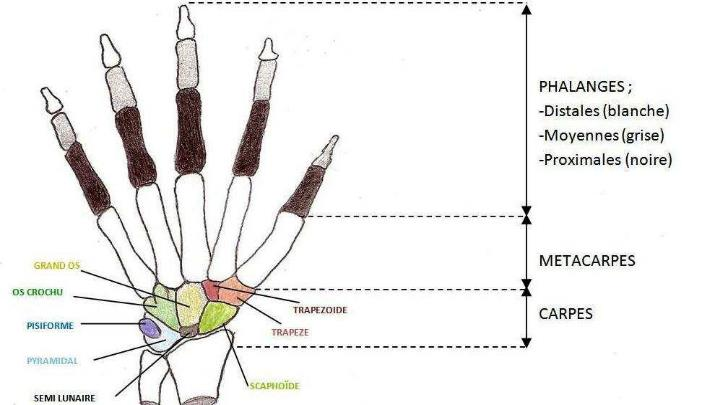 PHALANGES ;
-Distales (blanche)
-Moyennes (grise)
-Proximales (noire)
METACARPES
CARPES
GRAND OS
OS CROCHU
PISIFORME
PYRAMIDAL
SEMI LUNAIRE
TRAPEZOIDE
TRAPEZE
SCAPHOÏDE